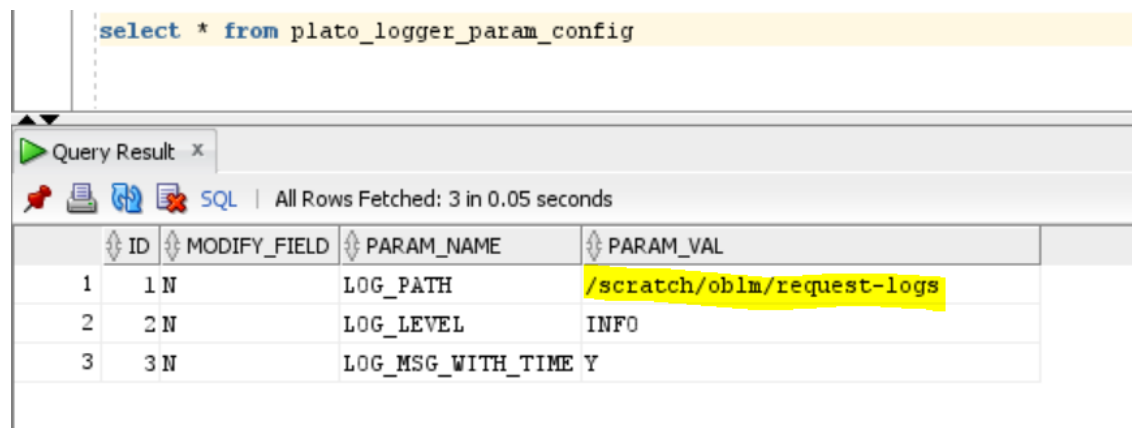 select * from plato_logger_param_config
Query Result x
SQL | All Rows Fetched: 3 in 0.05 seconds
ID MODIFY_FIELD PARAM_NAME PARAM_VAL
1 1 N LOG_PATH /scratch/oblm/request-logs
2 2 N LOG_LEVEL INFO
3 3 N LOG_MSG_WITH_TIME Y